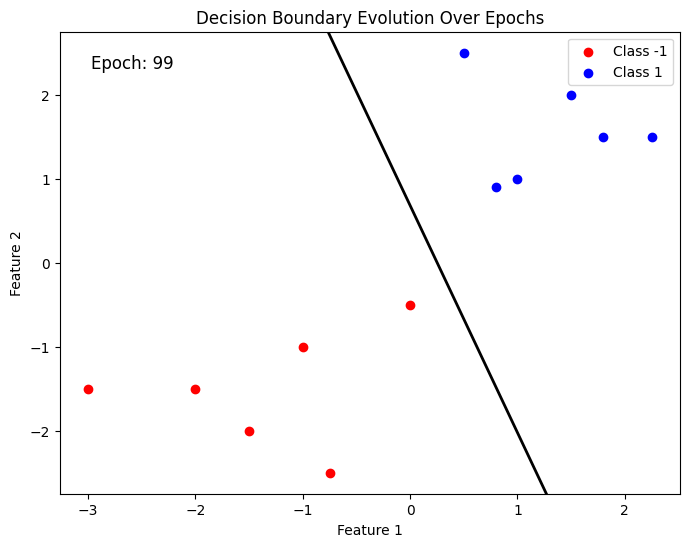 Decision Boundary Evolution Over Epochs
Epoch: 99
Class -1
Class 1
Feature 2
2
1
0
−1
−2
−3
−2
−1
0
1
2
Feature 1